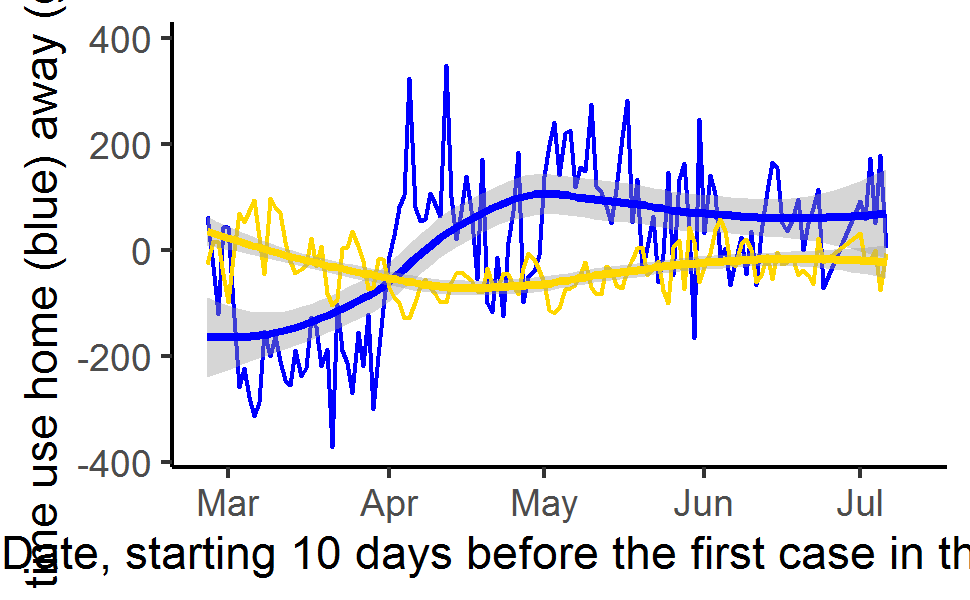 time use home (blue) away (
400
200
0
-200
-400
Mar Apr May Jun Jul
Date, starting 10 days before the first case in th